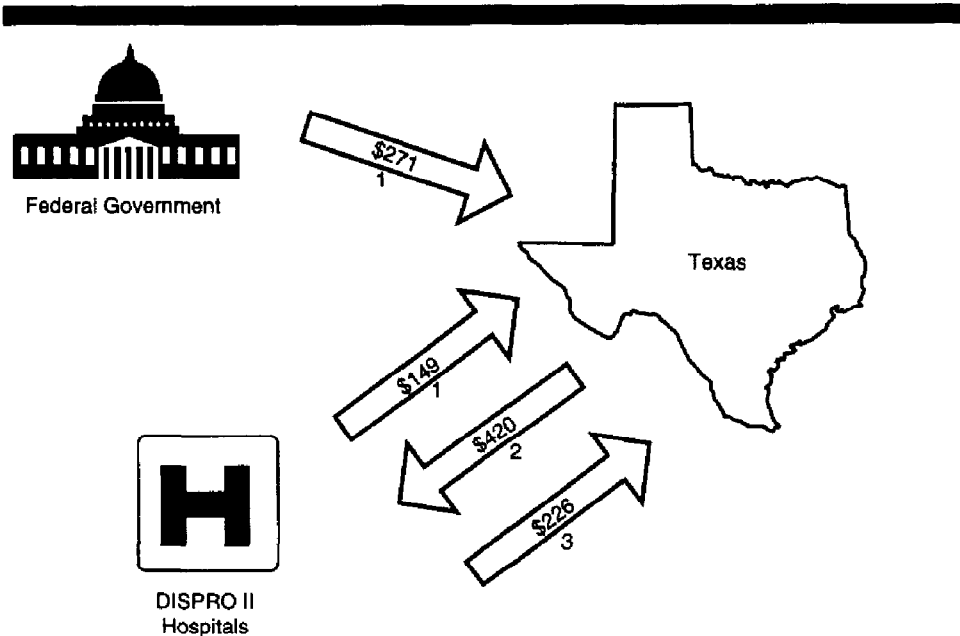 $271
1
Federal Government
Texas
$149
1
$420
2
$226
3
H
DISPRO II
Hospitals